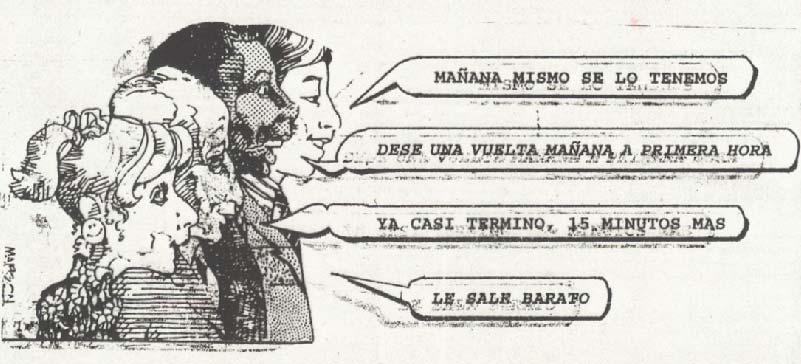 MAÑANA MISMO SE LO TENEMOS
DESE UNA VUELTA MAÑANA A PRIMERA HORA
YA CASI TERMINO, 15 MINUTOS MAS
LE SALE BARATO